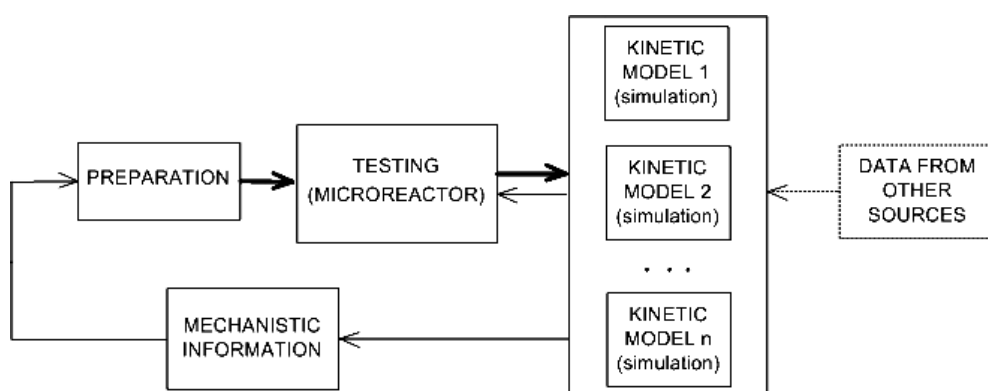 PREPARATION
TESTING
(MICROREACTOR)
KINETIC
MODEL 1
(simulation)
KINETIC
MODEL 2
(simulation)
. . .
KINETIC
MODEL n
(simulation)
DATA FROM
OTHER
SOURCES
MECHANISTIC
INFORMATION